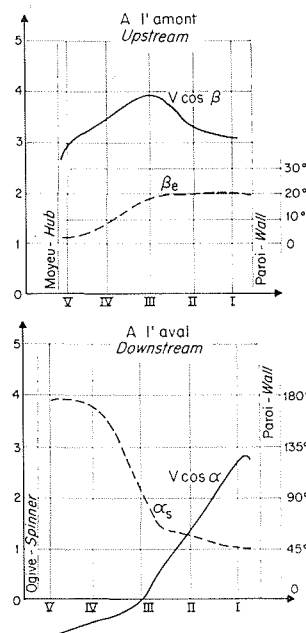 A l'amont
Upstream
5
4
3
2
1
0
V cos β
βe
30°
20°
10°
0
Moyeu - Hub
Paroi - Wall
V IV III II I
A l'aval
Downstream
5
4
3
2
1
0
180°
135°
90°
45°
0
V cos α
αs
Ogive - Spinner
Paroi - Wall
V IV III II I